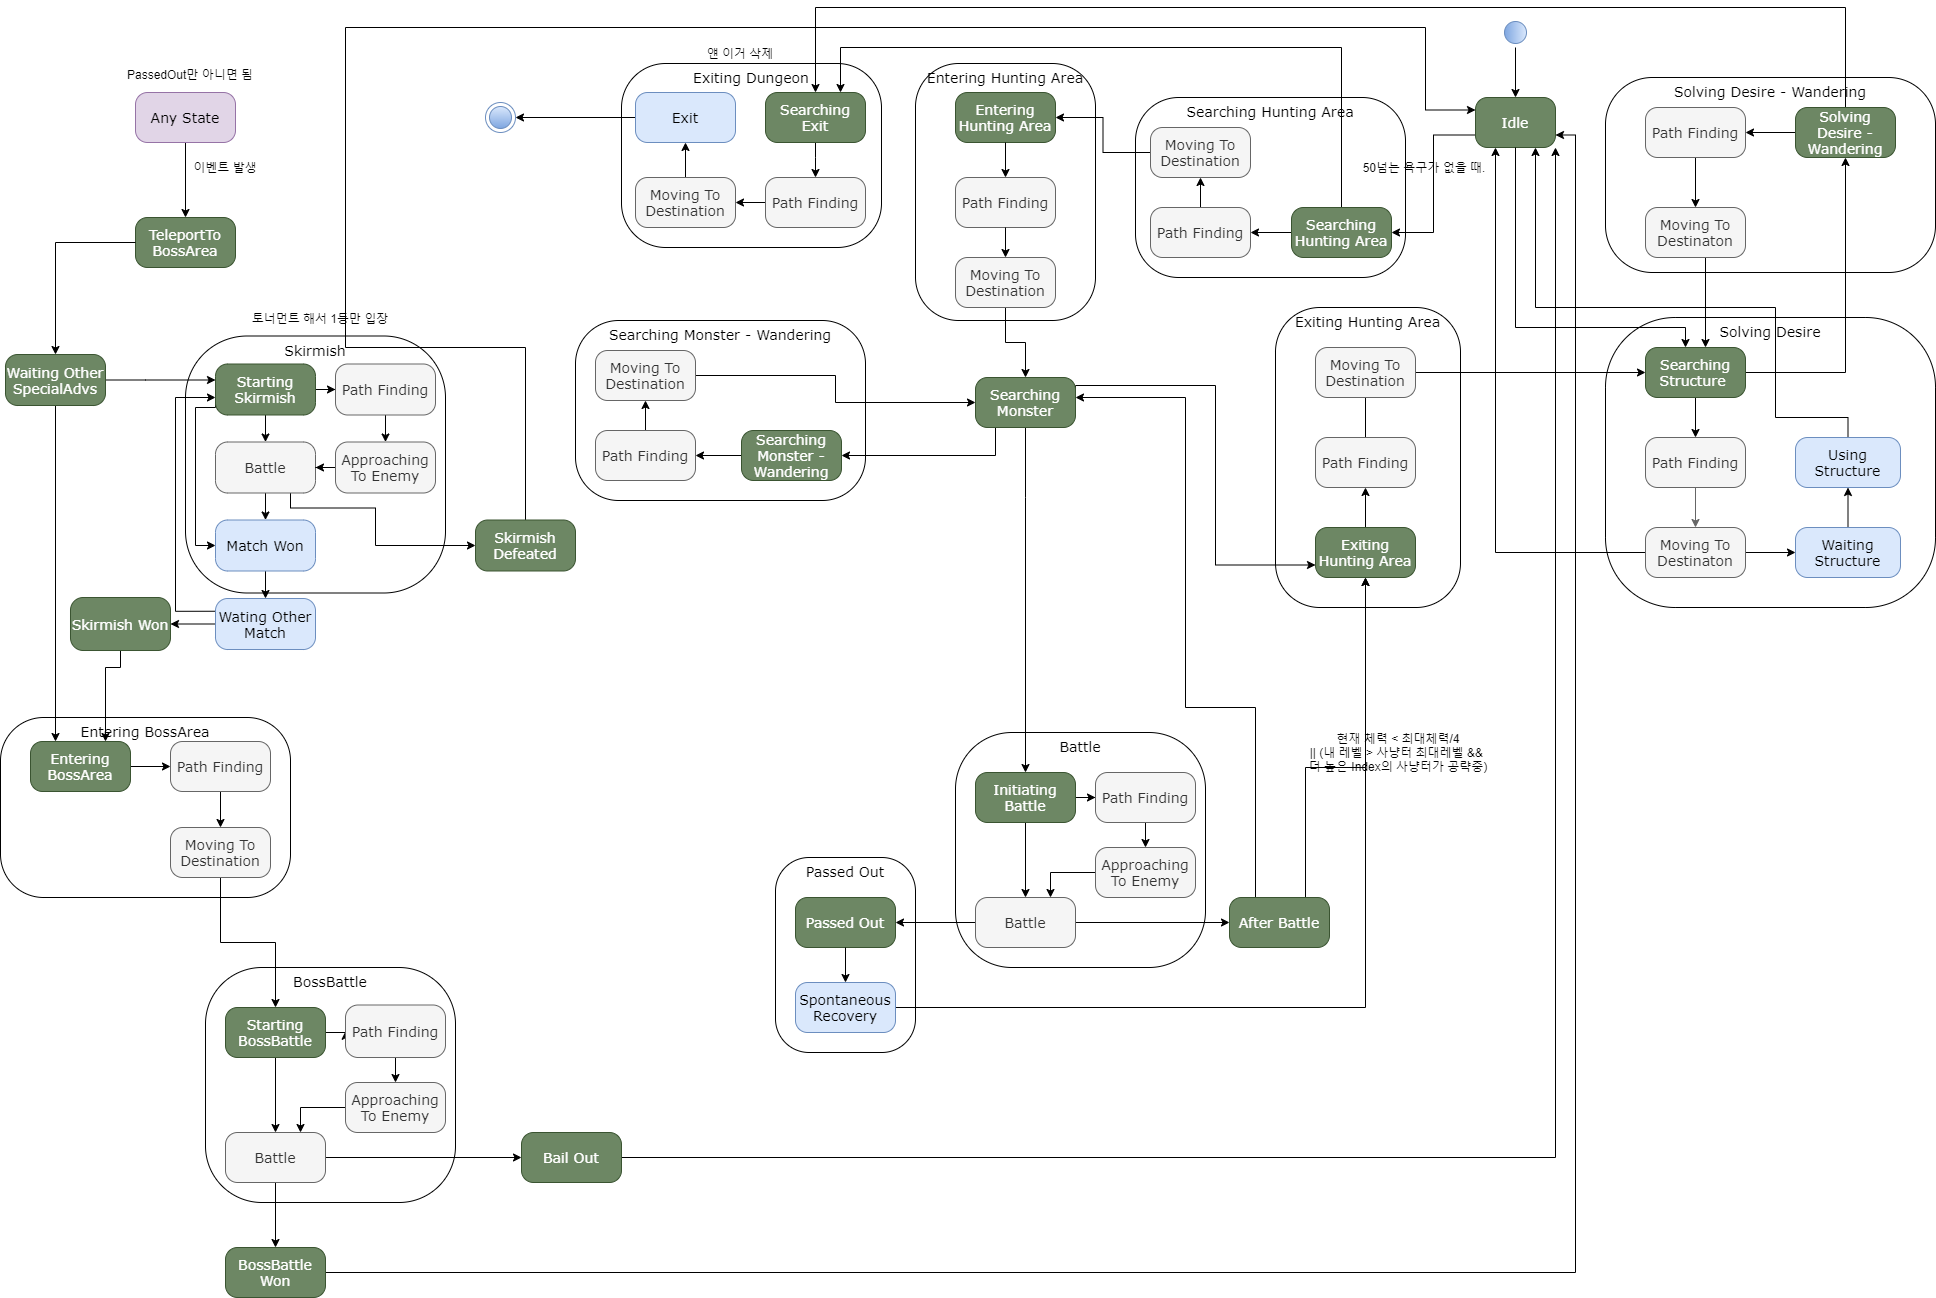 PassedOut만 아니면 됨
Any State
이벤트 발생
TeleportTo
BossArea
Waiting Other
SpecialAdvs
토너먼트 해서 1등만 입장
Skirmish
Starting
Skirmish
Path Finding
Battle
Approaching
To Enemy
Match Won
Skirmish
Defeated
Skirmish Won
Wating Other
Match
Entering BossArea
Entering
BossArea
Path Finding
Moving To
Destination
BossBattle
Starting
BossBattle
Path Finding
Approaching
To Enemy
Battle
Bail Out
BossBattle
Won
얜 이거 삭제
Exiting Dungeon
Exit
Searching
Exit
Moving To
Destination
Path Finding
Entering Hunting Area
Entering
Hunting Area
Path Finding
Moving To
Destination
Searching Hunting Area
Moving To
Destination
Path Finding
Searching
Hunting Area
Idle
50넘는 욕구가 없을 때.
Solving Desire - Wandering
Path Finding
Solving
Desire -
Wandering
Moving To
Destinaton
Searching Monster - Wandering
Moving To
Destination
Path Finding
Searching
Monster -
Wandering
Searching
Monster
Exiting Hunting Area
Moving To
Destination
Path Finding
Exiting
Hunting Area
Solving Desire
Searching
Structure
Path Finding
Using
Structure
Moving To
Destinaton
Waiting
Structure
현재 체력 < 최대체력/4
|| (내 레벨 > 사냥터 최대레벨 &&
더 높은 Index의 사냥터가 공략중)
Battle
Initiating
Battle
Path Finding
Approaching
To Enemy
Battle
After Battle
Passed Out
Passed Out
Spontaneous
Recovery